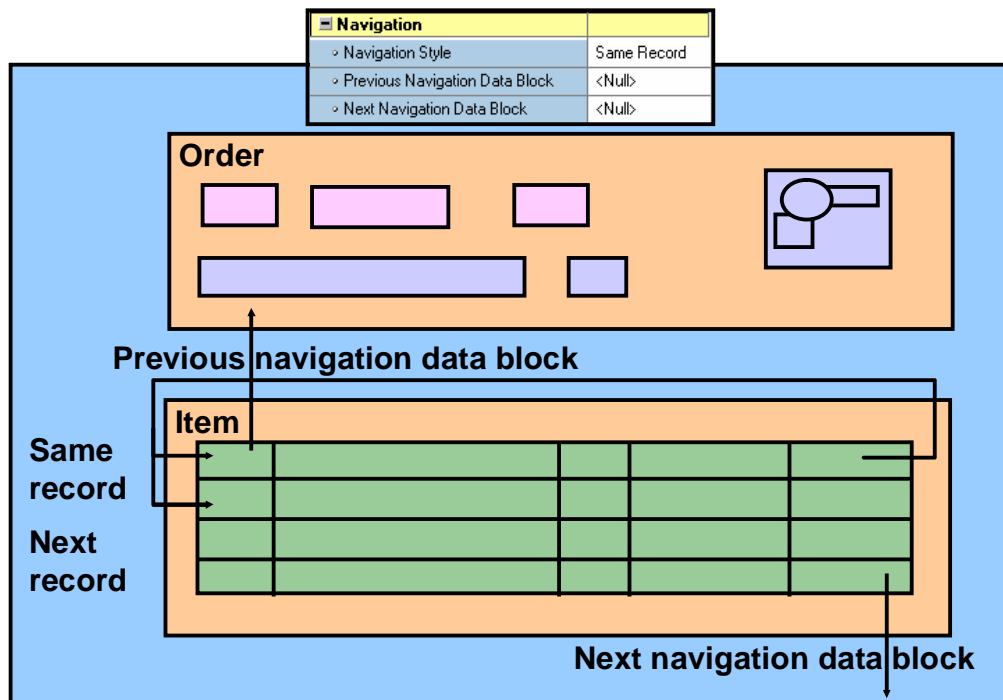 Navigation
Navigation Style Same Record
Previous Navigation Data Block <Null>
Next Navigation Data Block <Null>
Order
Previous navigation data block
Item
Same
record
Next
record
Next navigation data block